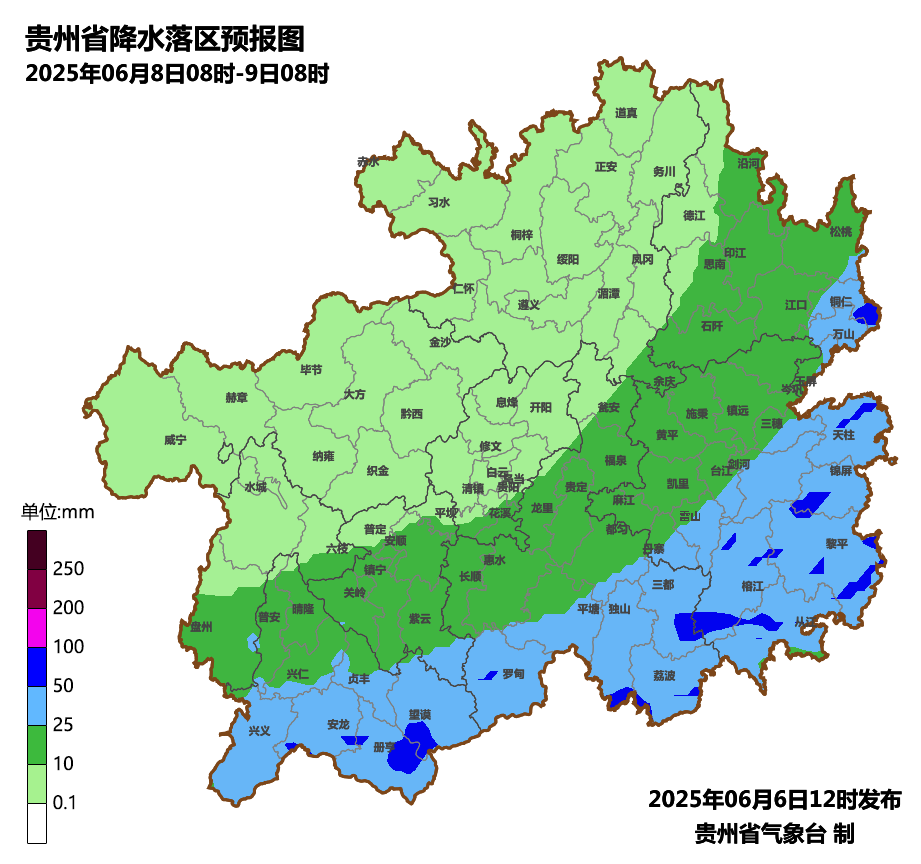 贵州省降水落区预报图
2025年06月8日08时-9日08时
道真
赤水
正安
务川
沿河
习水
德江
桐梓
松桃
绥阳
凤冈
思南
印江
仁怀
遵义
湄潭
江口
铜仁
石阡
万山
金沙
毕节
余庆
玉屏
岑巩
赫章
大方
黔西
息烽
开阳
瓮安
施秉
镇远
三穗
威宁
黄平
天柱
纳雍
织金
修文
福泉
台江
剑河
锦屏
水城
白云
乌当
清镇
贵阳
贵定
凯里
麻江
平坝
花溪
龙里
雷山
单位:mm
普定
安顺
都匀
黎平
六枝
丹寨
镇宁
惠水
长顺
关岭
三都
榕江
晴隆
普安
紫云
平塘
独山
从江
盘州
250
200
100
50
25
10
0.1
兴仁
贞丰
罗甸
荔波
兴义
安龙
望谟
册亨
2025年06月6日12时发布
贵州省气象台 制